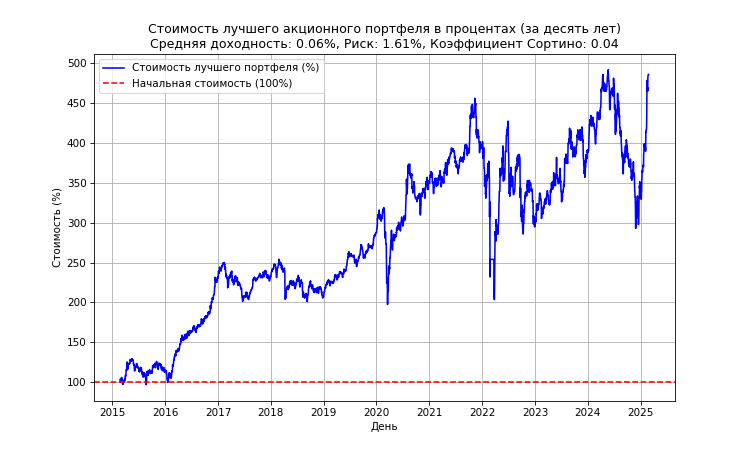 Стоимость лучшего акционного портфеля в процентах (за десять лет)
Средняя доходность: 0.06%, Риск: 1.61%, Коэффициент Сортино: 0.04
Стоимость лучшего портфеля (%)
Начальная стоимость (100%)
Стоимость (%)
500
450
400
350
300
250
200
150
100
2015 2016 2017 2018 2019 2020 2021 2022 2023 2024 2025
День